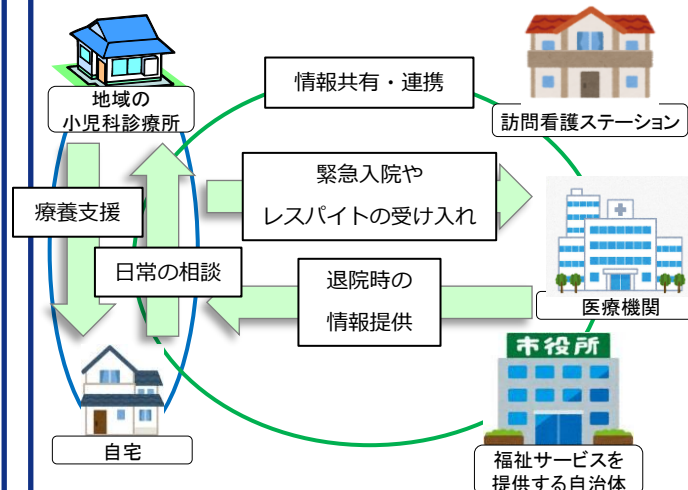 地域の
小児科診療所
情報共有・連携
訪問看護ステーション
緊急入院や
レスパイトの受け入れ
療養支援
日常の相談
退院時の
情報提供
医療機関
市役所
自宅
福祉サービスを
提供する自治体